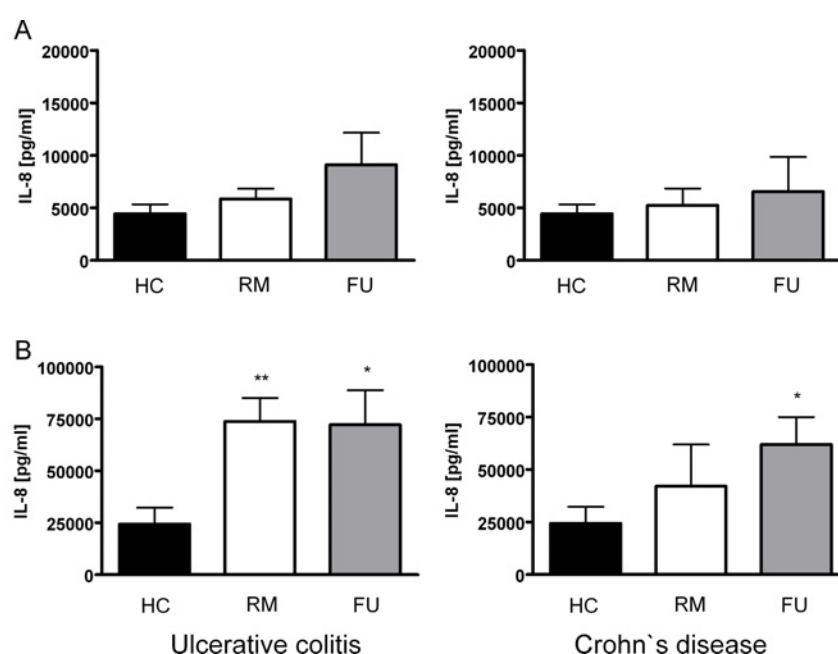 A
20000
15000
10000
5000
0
IL-8 [pg/ml]
HC RM FU
20000
15000
10000
5000
0
IL-8 [pg/ml]
HC RM FU
B
100000
75000
50000
25000
0
IL-8 [pg/ml]
** *
HC RM FU
Ulcerative colitis
100000
75000
50000
25000
0
IL-8 [pg/ml]
*
HC RM FU
Crohn`s disease